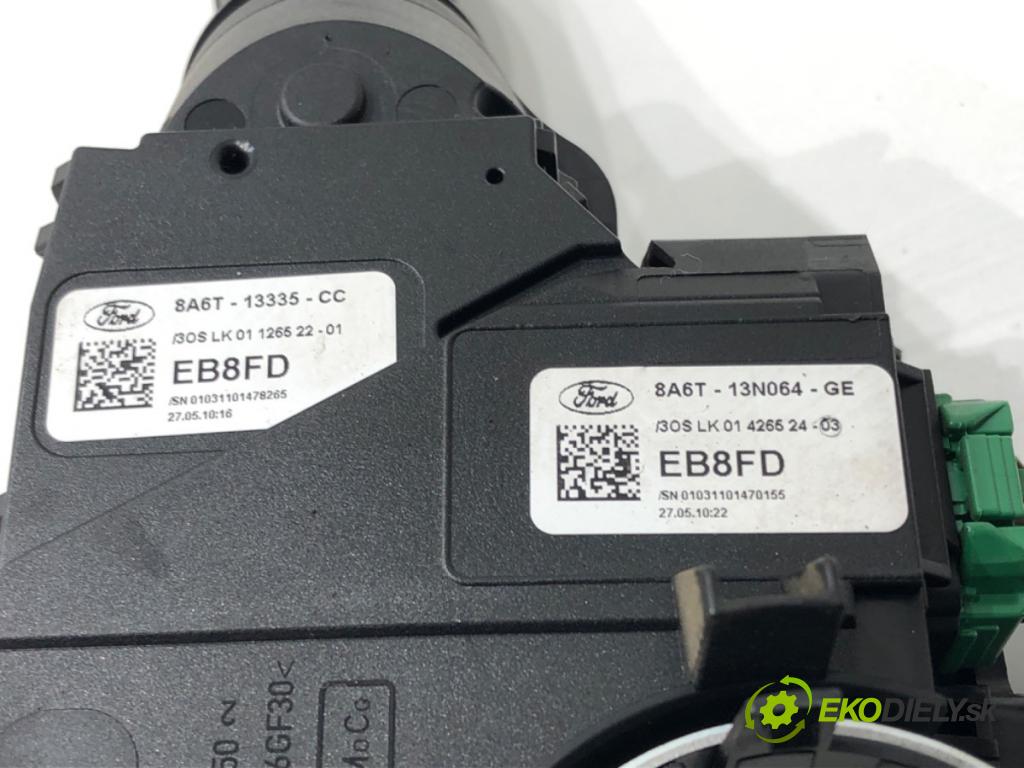 Ford
8A6T - 13335 - CC
/3OS LK 01 1265 22 - 01
EB8FD
/SN 01031101478265
27.05.10:16
Ford
8A6T - 13N064 - GE
/3OS LK 01 4265 24 - 03
EB8FD
/SN 01031101470155
27.05.10:22
6GF30<
EKODIELY.sk